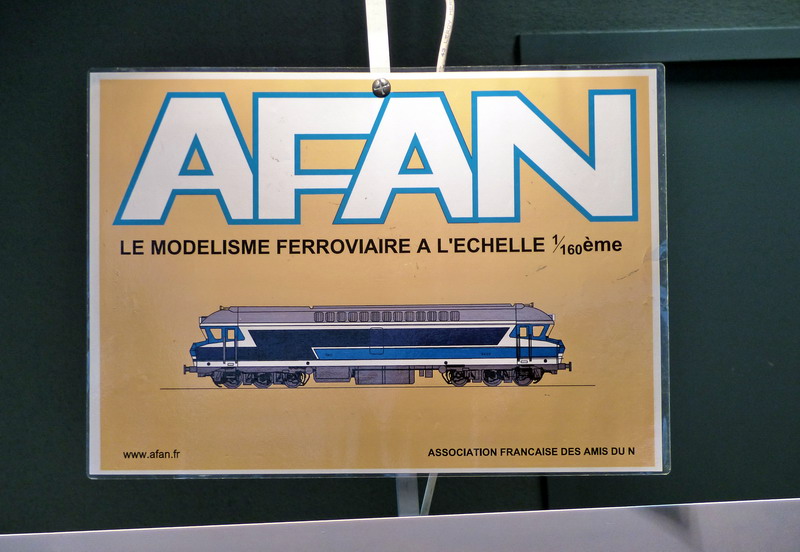 AFAN
LE MODELISME FERROVIAIRE A L'ECHELLE 1/160ème
www.afan.fr
ASSOCIATION FRANCAISE DES AMIS DU N